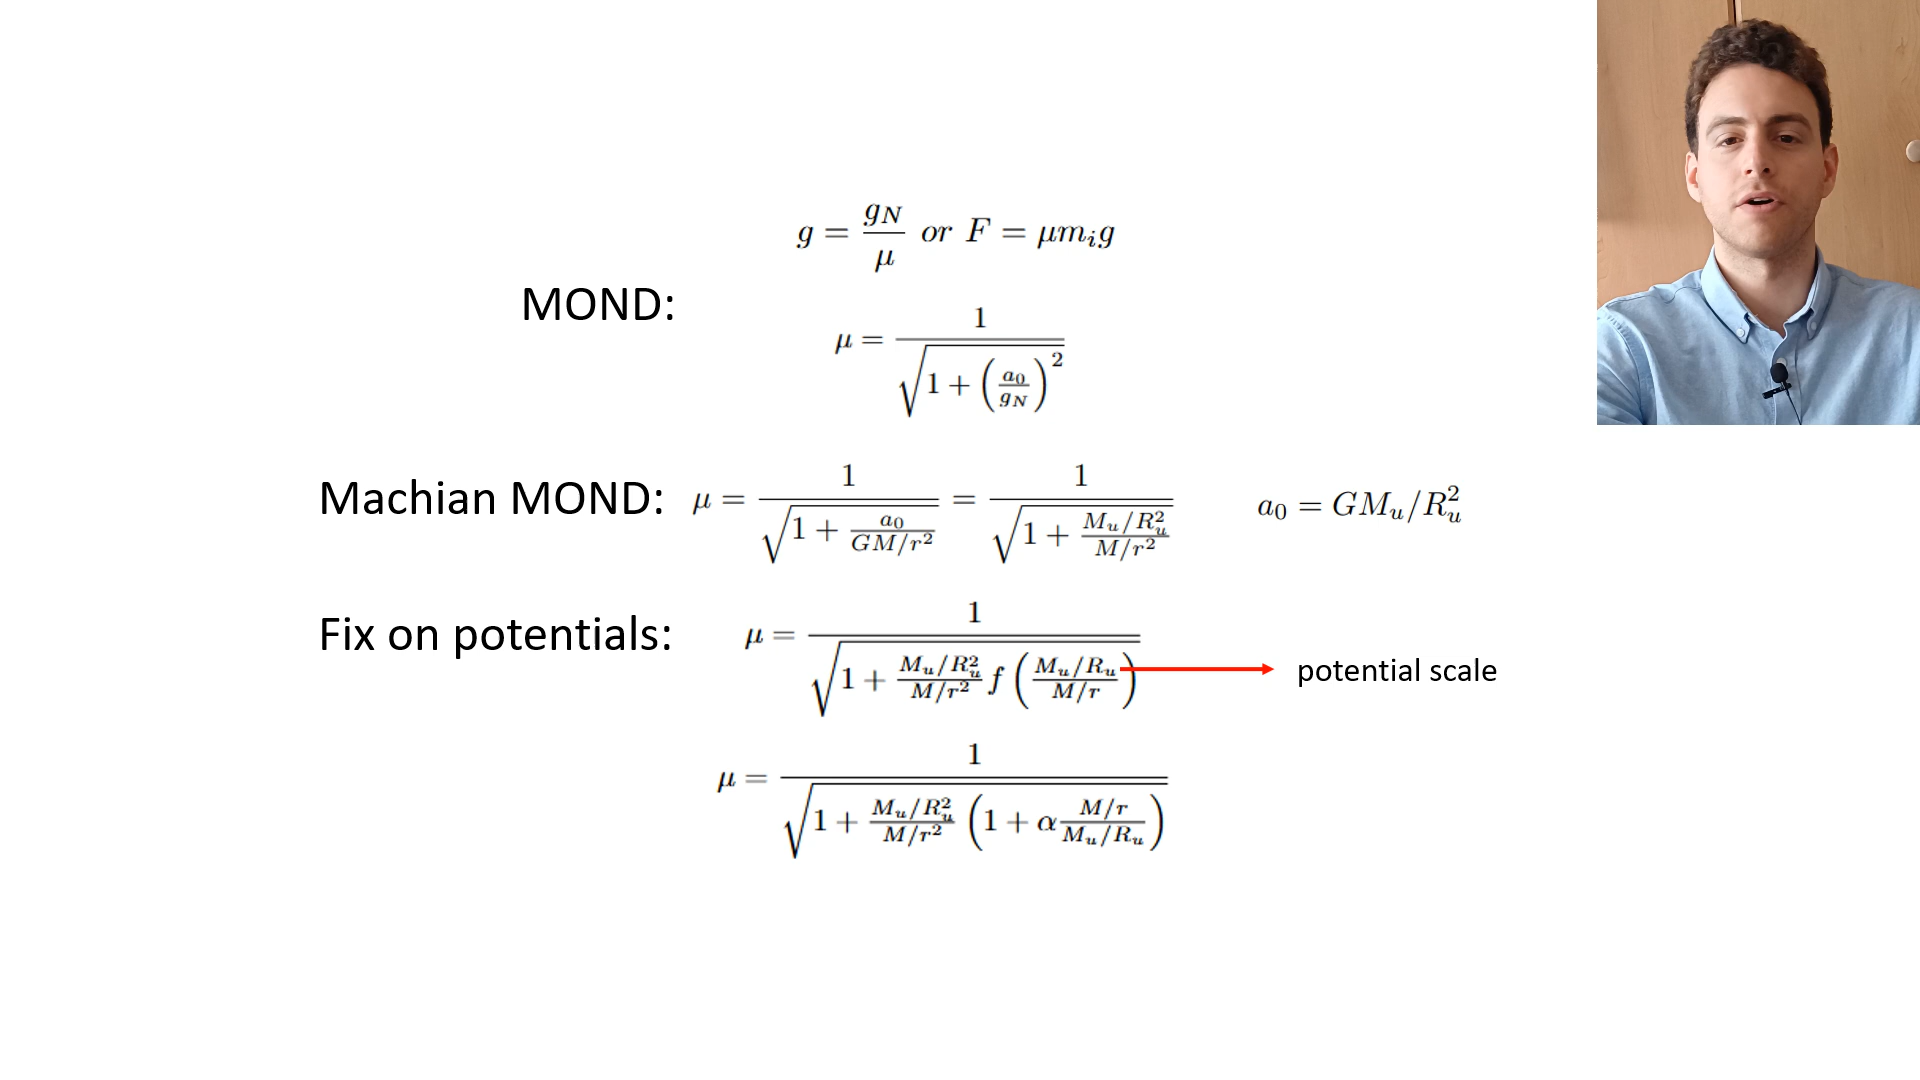 g = g_N / μ or F = μm_i g
MOND:
μ = 1 / √(1 + (a_0 / g_N)^2)
Machian MOND: μ = 1 / √(1 + a_0 / (GM/r^2)) = 1 / √(1 + (M_u/R_u^2) / (M/r^2)) a_0 = GM_u/R_u^2
Fix on potentials: μ = 1 / √(1 + (M_u/R_u^2) / (M/r^2) f((M_u/R_u) / (M/r))) potential scale
μ = 1 / √(1 + (M_u/R_u^2) / (M/r^2) (1 + α (M/r) / (M_u/R_u)))